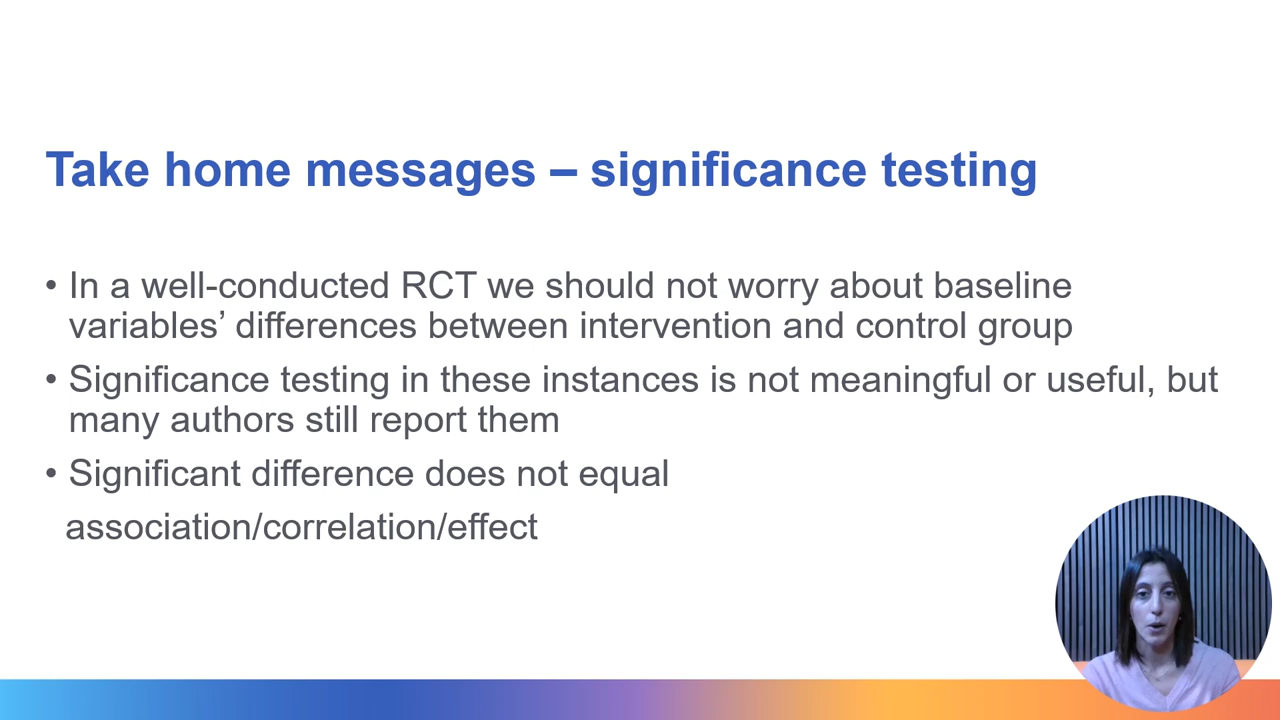 Take home messages – significance testing
• In a well-conducted RCT we should not worry about baseline
variables’ differences between intervention and control group
• Significance testing in these instances is not meaningful or useful, but
many authors still report them
• Significant difference does not equal
association/correlation/effect